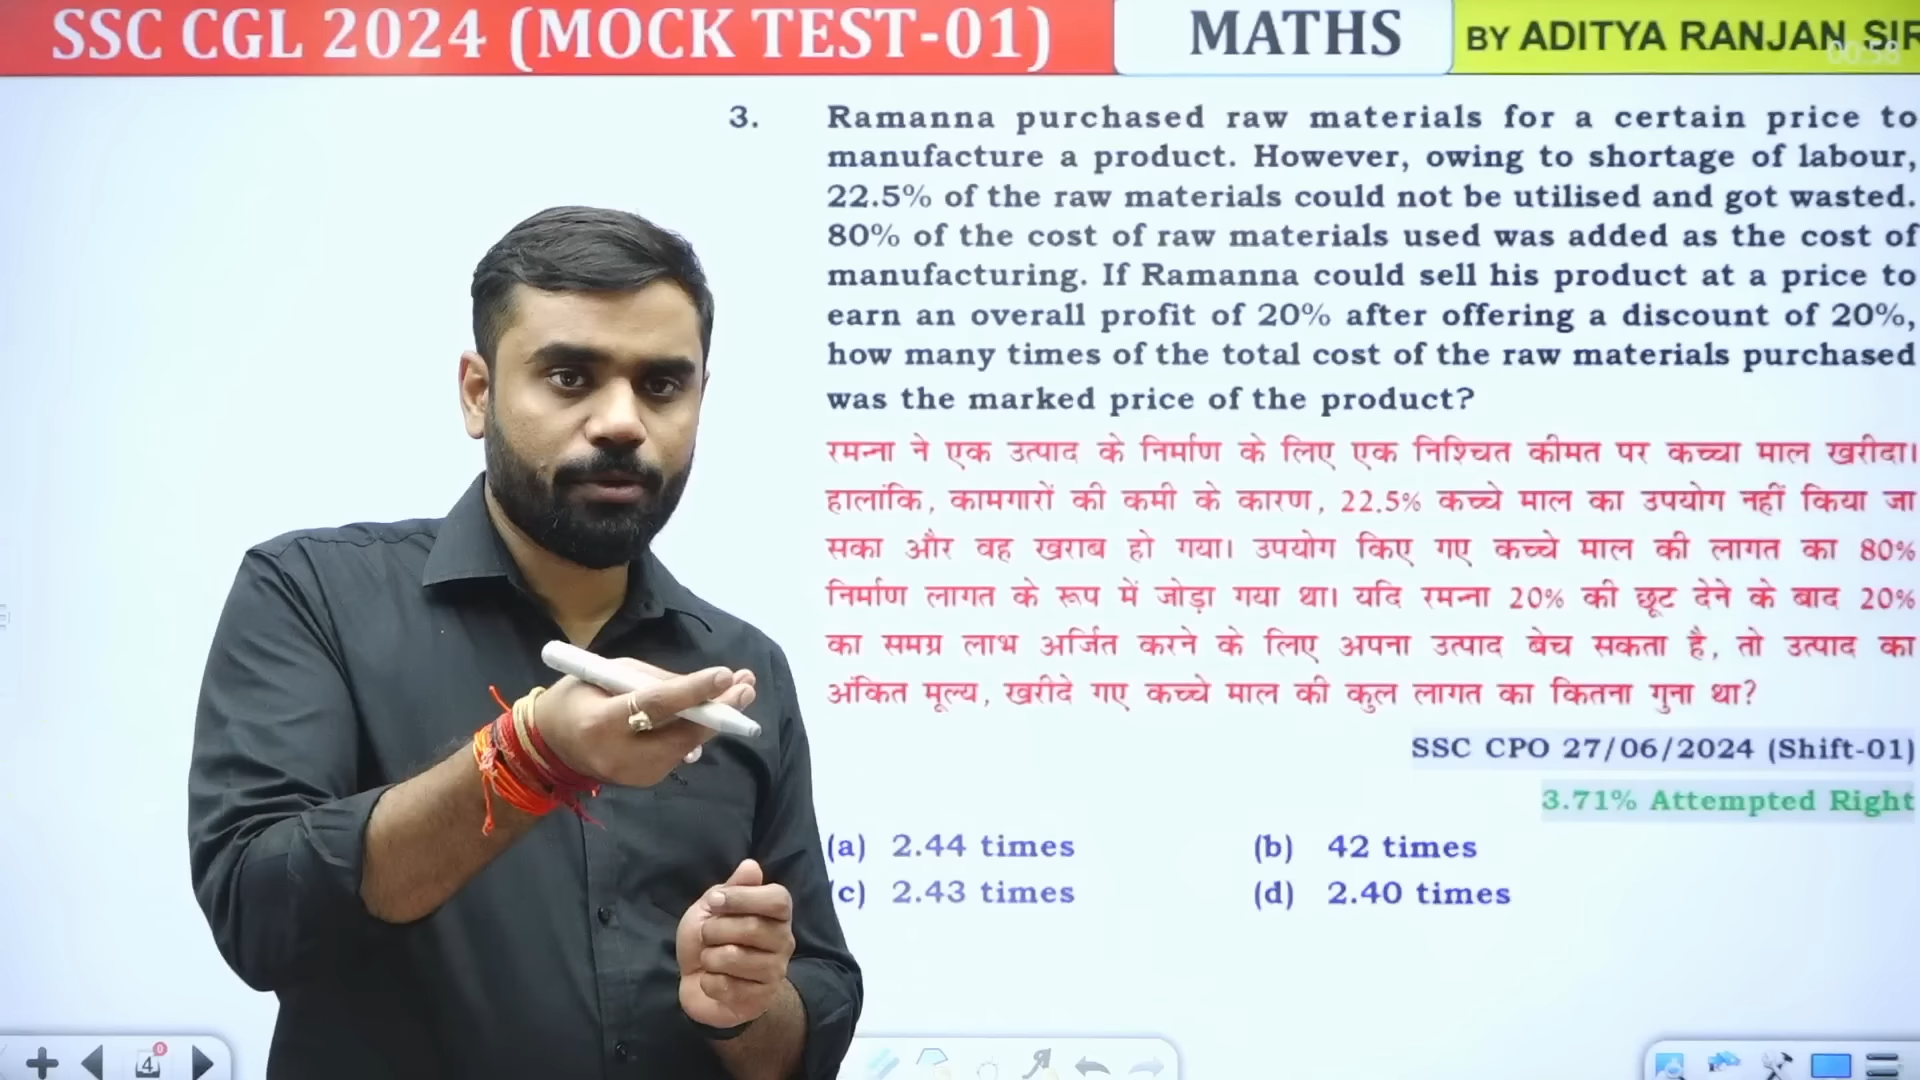 SSC CGL 2024 (MOCK TEST-01)
MATHS
BY ADITYA RANJAN SIR
00:58
3. Ramanna purchased raw materials for a certain price to
manufacture a product. However, owing to shortage of labour,
22.5% of the raw materials could not be utilised and got wasted.
80% of the cost of raw materials used was added as the cost of
manufacturing. If Ramanna could sell his product at a price to
earn an overall profit of 20% after offering a discount of 20%,
how many times of the total cost of the raw materials purchased
was the marked price of the product?
रमन्ना ने एक उत्पाद के निर्माण के लिए एक निश्चित कीमत पर कच्चा माल खरीदा।
हालांकि, कामगारों की कमी के कारण, 22.5% कच्चे माल का उपयोग नहीं किया जा
सका और वह खराब हो गया। उपयोग किए गए कच्चे माल की लागत का 80%
निर्माण लागत के रूप में जोड़ा गया था। यदि रमन्ना 20% की छूट देने के बाद 20%
का समग्र लाभ अर्जित करने के लिए अपना उत्पाद बेच सकता है, तो उत्पाद का
अंकित मूल्य, खरीदे गए कच्चे माल की कुल लागत का कितना गुना था?
SSC CPO 27/06/2024 (Shift-01)
3.71% Attempted Right
(a) 2.44 times (b) 42 times
(c) 2.43 times (d) 2.40 times
4
0